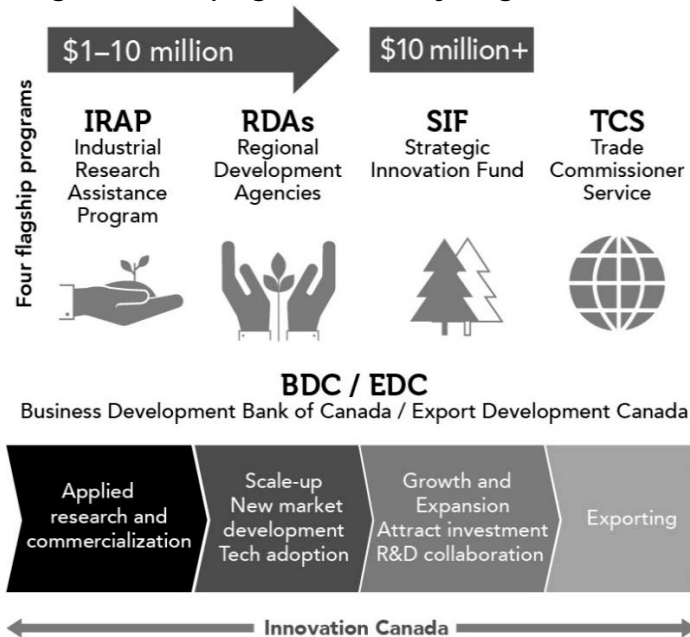 $1–10 million
$10 million+
Four flagship programs
IRAP
Industrial
Research
Assistance
Program
RDAs
Regional
Development
Agencies
SIF
Strategic
Innovation Fund
TCS
Trade
Commissioner
Service
BDC / EDC
Business Development Bank of Canada / Export Development Canada
Applied
research and
commercialization
Scale-up
New market
development
Tech adoption
Growth and
Expansion
Attract investment
R&D collaboration
Exporting
Innovation Canada